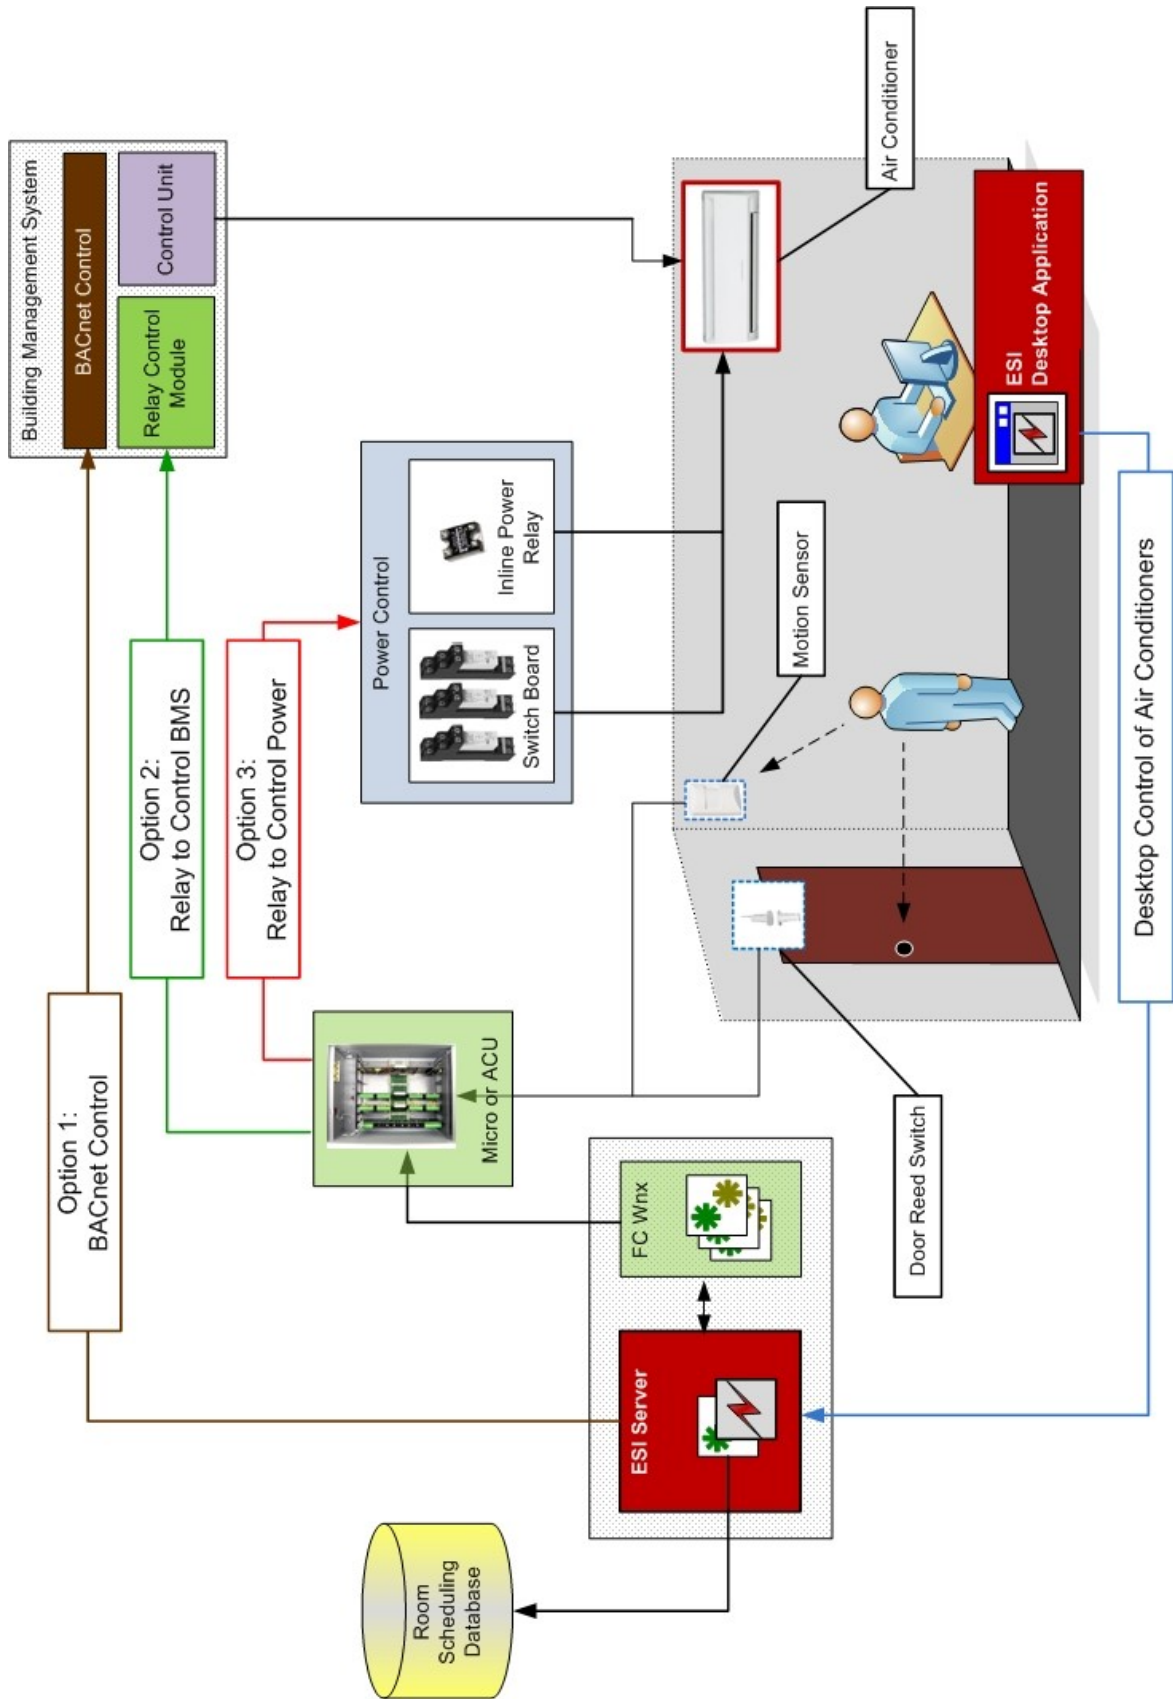 Building Management System
BACnet Control
Relay Control
Module
Control Unit
Option 1:
BACnet Control
Option 2:
Relay to Control BMS
Option 3:
Relay to Control Power
Power Control
Switch Board
Inline Power
Relay
Micro or ACU
Room
Scheduling
Database
ESI Server
FC Wnx
Motion Sensor
Air Conditioner
Door Reed Switch
ESI
Desktop Application
Desktop Control of Air Conditioners